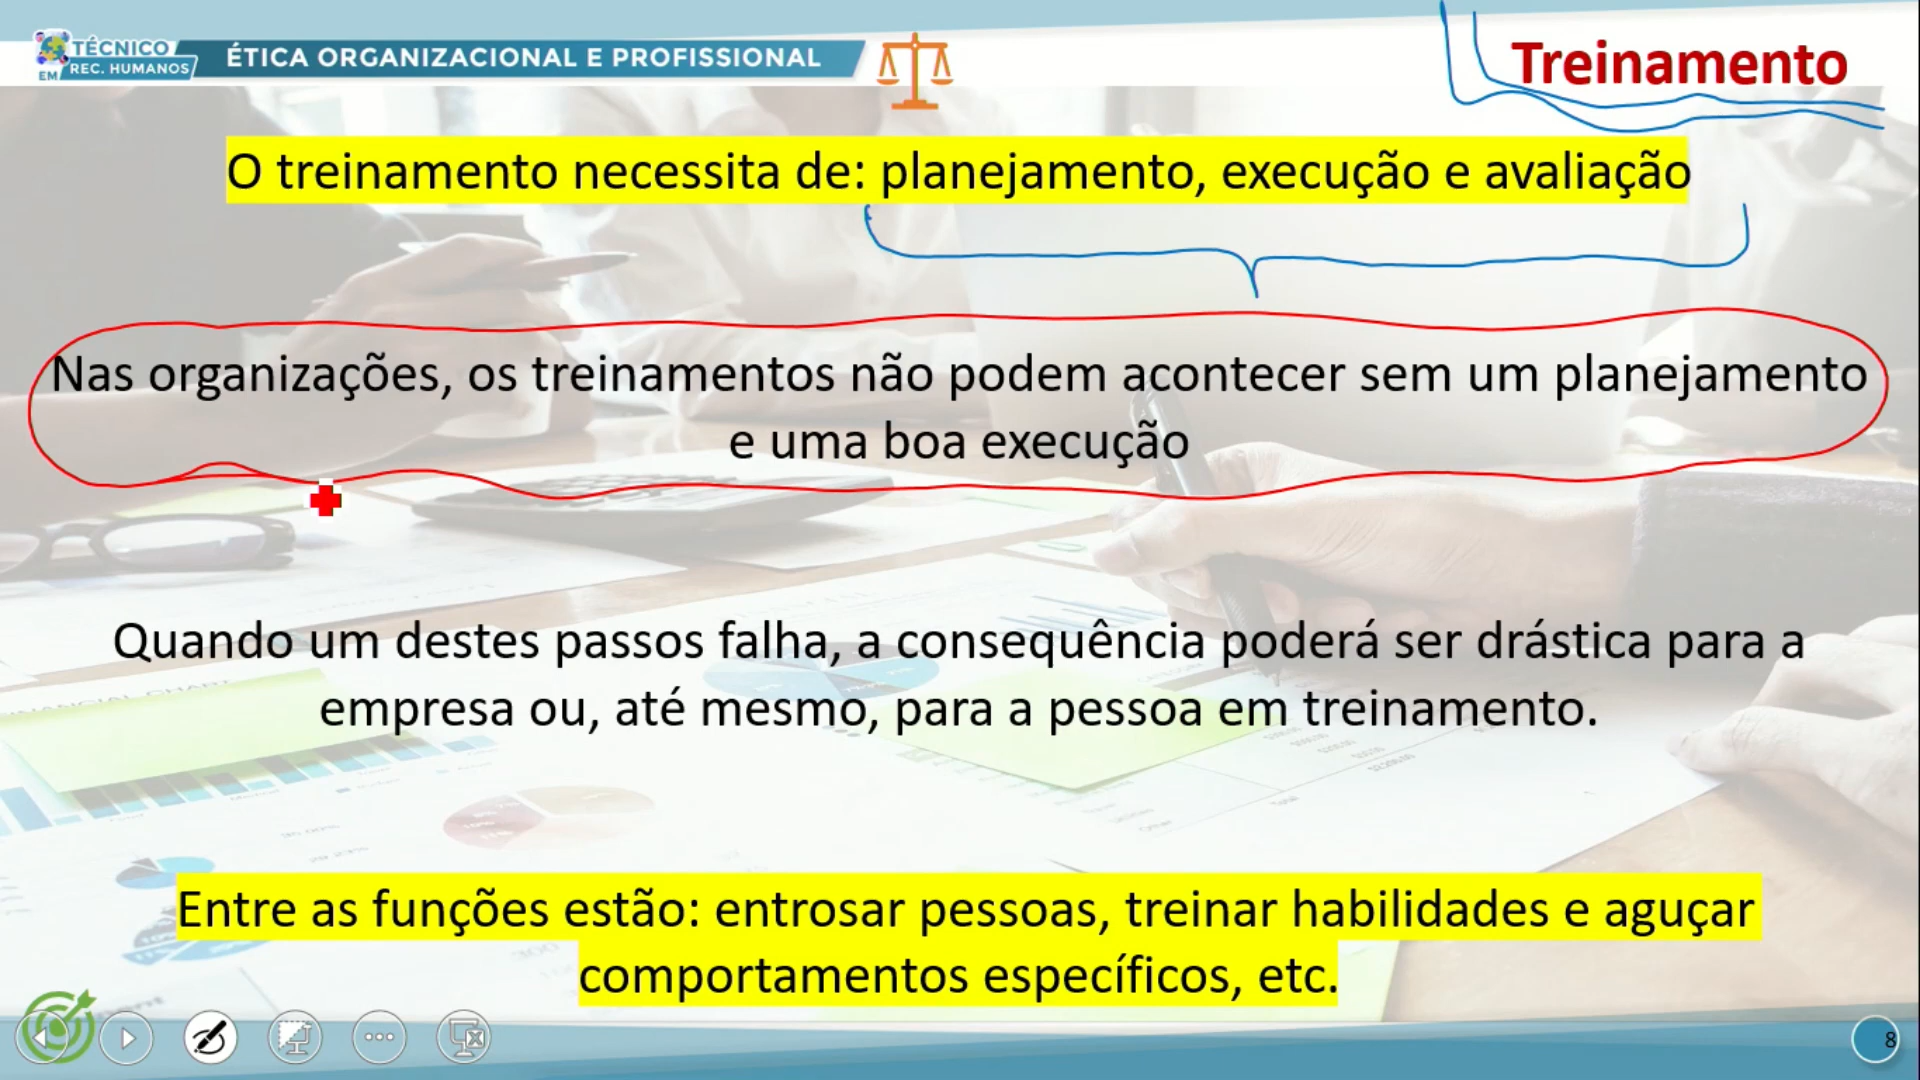 TÉCNICO
EM REC. HUMANOS
ÉTICA ORGANIZACIONAL E PROFISSIONAL
Treinamento
O treinamento necessita de: planejamento, execução e avaliação
Nas organizações, os treinamentos não podem acontecer sem um planejamento
e uma boa execução
Quando um destes passos falha, a consequência poderá ser drástica para a
empresa ou, até mesmo, para a pessoa em treinamento.
Entre as funções estão: entrosar pessoas, treinar habilidades e aguçar
comportamentos específicos, etc.
8